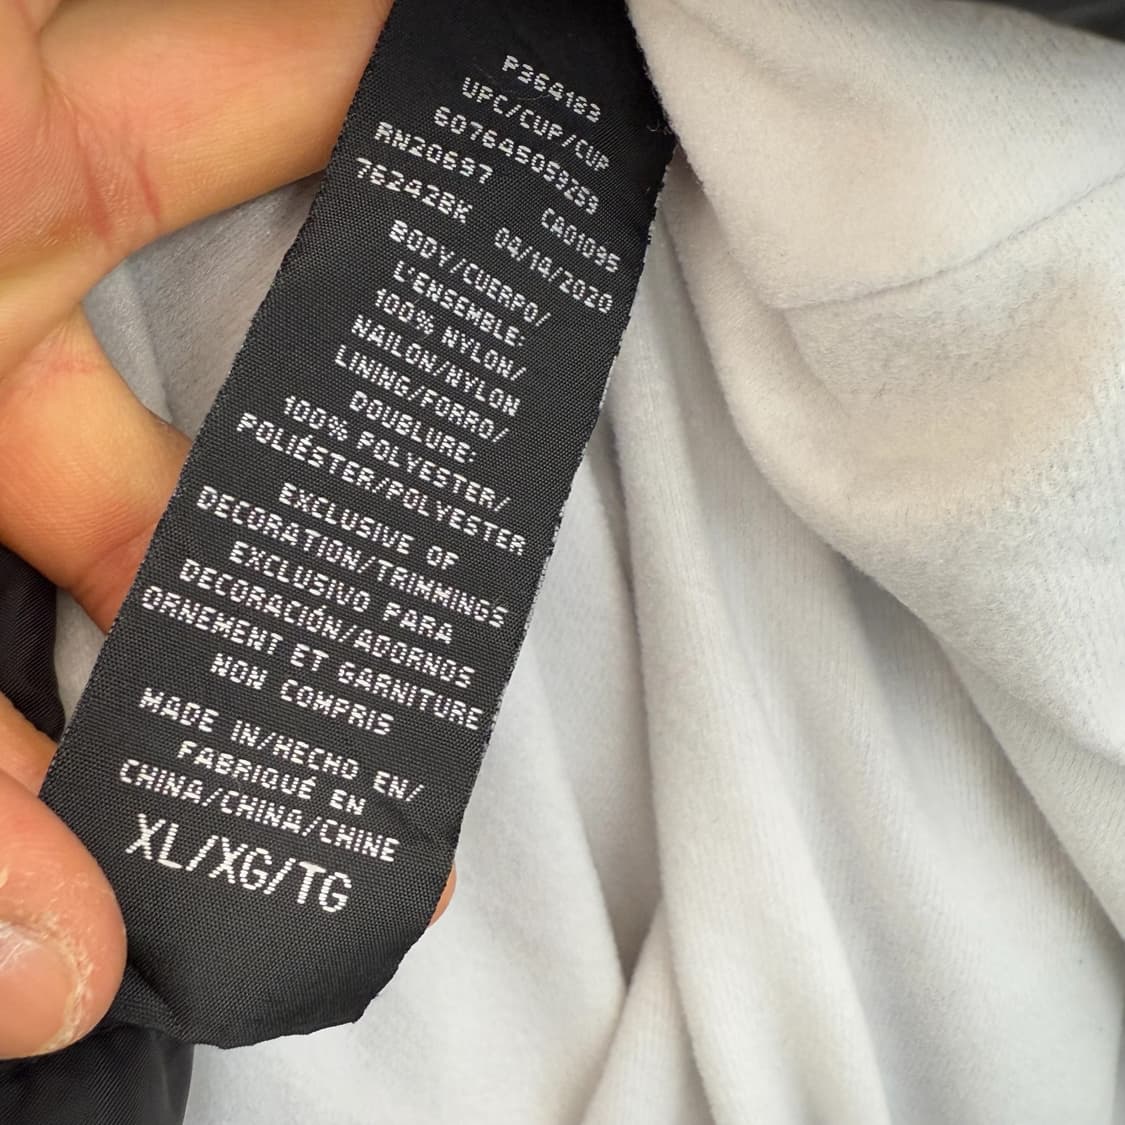 P364183
UPC/CUP/CUP
607645059289
RN20697 CA01095
76242BK 04/14/2020
BODY/CUERPO/
L'ENSEMBLE:
100% NYLON/
NAILON/NYLON
LINING/FORRO/
DOUBLURE:
100% POLYESTER/
POLIÉSTER/POLYESTER
EXCLUSIVE OF
DECORATION/TRIMMINGS
EXCLUSIVO PARA
DECORACIÓN/ADORNOS
ORNEMENT ET GARNITURE
NON COMPRIS
MADE IN/HECHO EN/
FABRIQUÉ EN
CHINA/CHINA/CHINE
XL/XG/TG